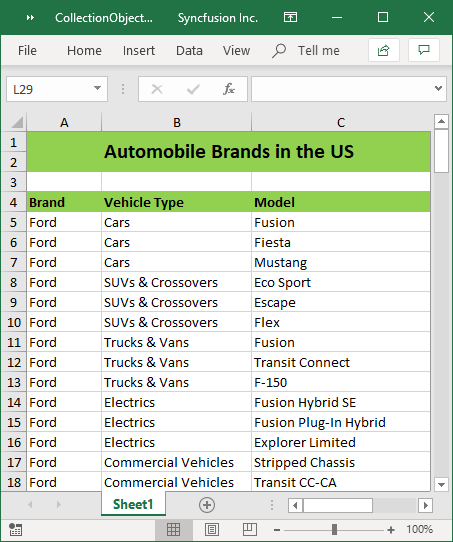 CollectionObject... Syncfusion Inc.
File Home Insert View Tell me
L29 fx
A B C
1 Automobile Brands in the US
2
3
4 Brand Vehicle Type Model
5 Ford Cars Fusion
6 Ford Cars Fiesta
7 Ford Cars Mustang
8 Ford SUVs & Crossovers Eco Sport
9 Ford SUVs & Crossovers Escape
10 Ford SUVs & Crossovers Flex
11 Ford Trucks & Vans Fusion
12 Ford Trucks & Vans Transit Connect
13 Ford Trucks & Vans F-150
14 Ford Electrics Fusion Hybrid SE
15 Ford Electrics Fusion Plug-In Hybrid
16 Ford Electrics Explorer Limited
17 Ford Commercial Vehicles Stripped Chassis
18 Ford Commercial Vehicles Transit CC-CA
Sheet1
100%